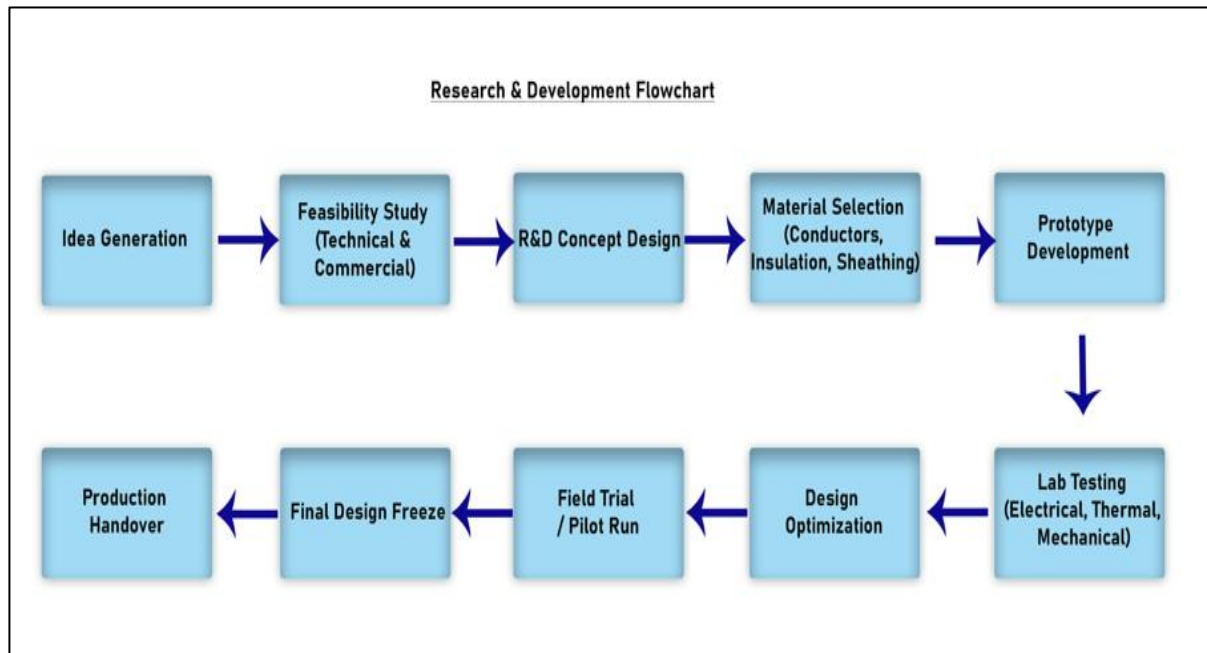 Research & Development Flowchart
Idea Generation
Feasibility Study
(Technical &
Commercial)
R&D Concept Design
Material Selection
(Conductors,
Insulation, Sheathing)
Prototype
Development
Lab Testing
(Electrical, Thermal,
Mechanical)
Design
Optimization
Field Trial
/ Pilot Run
Final Design Freeze
Production
Handover